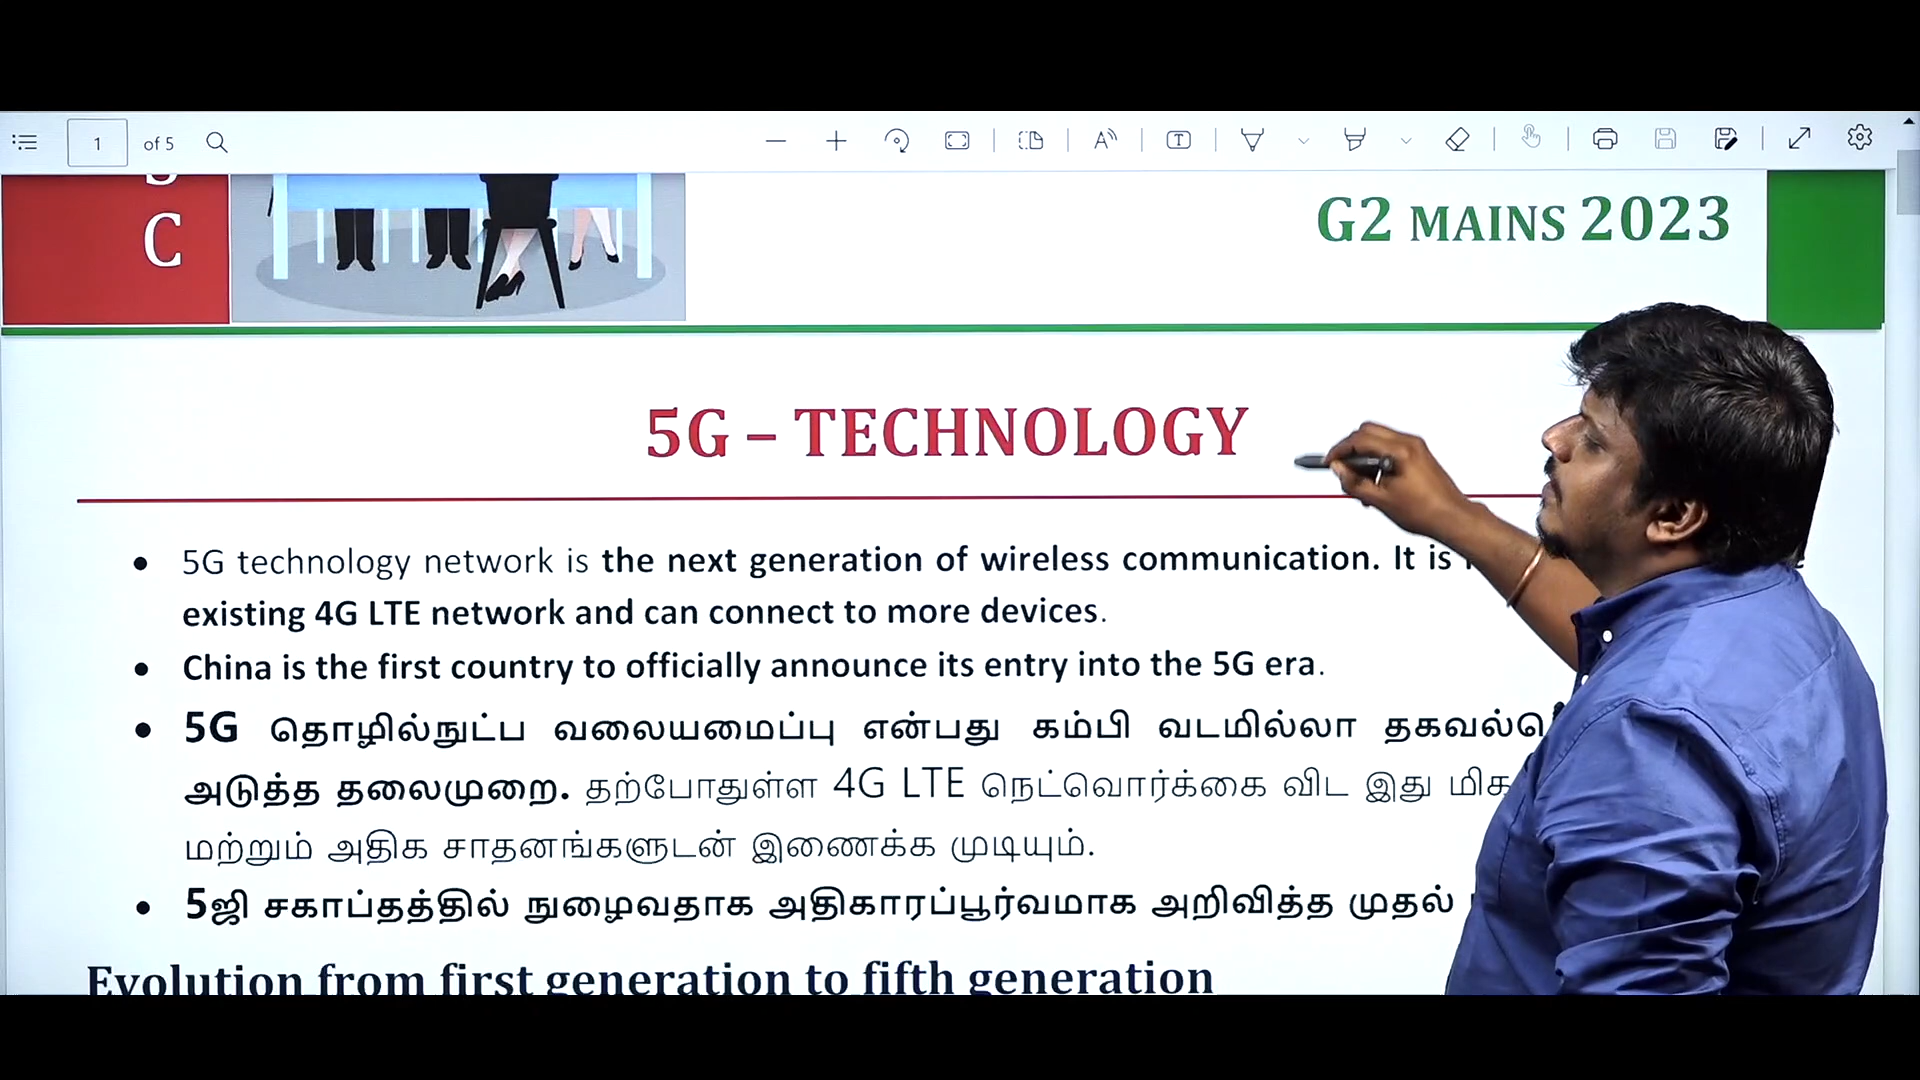 1 of 5
C
G2 MAINS 2023
5G – TECHNOLOGY
5G technology network is the next generation of wireless communication. It is
existing 4G LTE network and can connect to more devices.
China is the first country to officially announce its entry into the 5G era.
5G தொழில்நுட்ப வலையமைப்பு என்பது கம்பி வடமில்லா
அடுத்த தலைமுறை. தற்போதுள்ள 4G LTE நெட்வொர்க்கை விட இது
மற்றும் அதிக சாதனங்களுடன் இணைக்க முடியும்.
5ஜி சகாப்தத்தில் நுழைவதாக அதிகாரப்பூர்வமாக அறிவித்த முதல்
Evolution from first generation to fifth generation